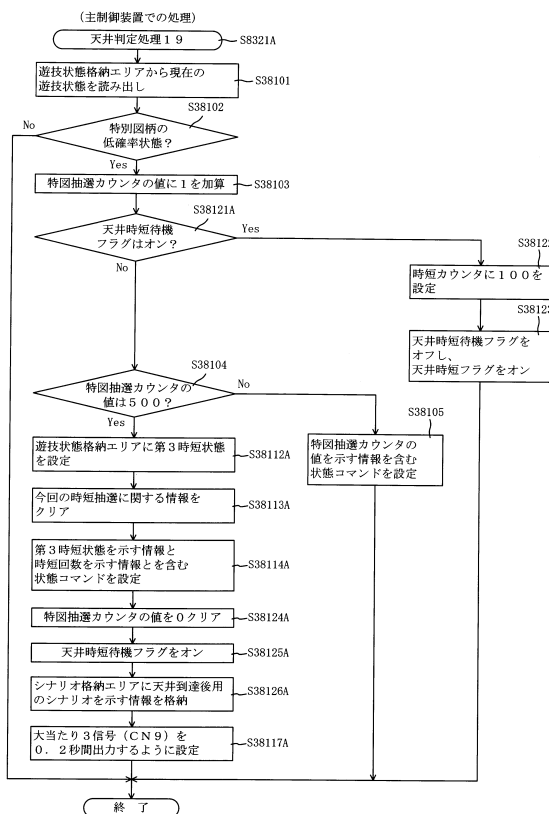 （主制御装置での処理）
天井判定処理１９
S8321A
遊技状態格納エリアから現在の
遊技状態を読み出し
S38101
S38102
No
特別図柄の
低確率状態？
Yes
特図抽選カウンタの値に１を加算
S38103
S38121A
天井時短待機
フラグはオン？
Yes
No
S38122
時短カウンタに１００を
設定
S38123
天井時短待機フラグを
オフし、
天井時短フラグをオン
S38104
特図抽選カウンタの
値は５００？
No
Yes
S38105
特図抽選カウンタの
値を示す情報を含む
状態コマンドを設定
遊技状態格納エリアに第３時短状態
を設定
S38112A
今回の時短抽選に関する情報を
クリア
S38113A
第３時短状態を示す情報と
時短回数を示す情報とを含む
状態コマンドを設定
S38114A
特図抽選カウンタの値を０クリア
S38124A
天井時短待機フラグをオン
S38125A
シナリオ格納エリアに天井到達後用
のシナリオを示す情報を格納
S38126A
大当たり３信号（ＣＮ９）を
０．２秒間出力するように設定
S38117A
終 了